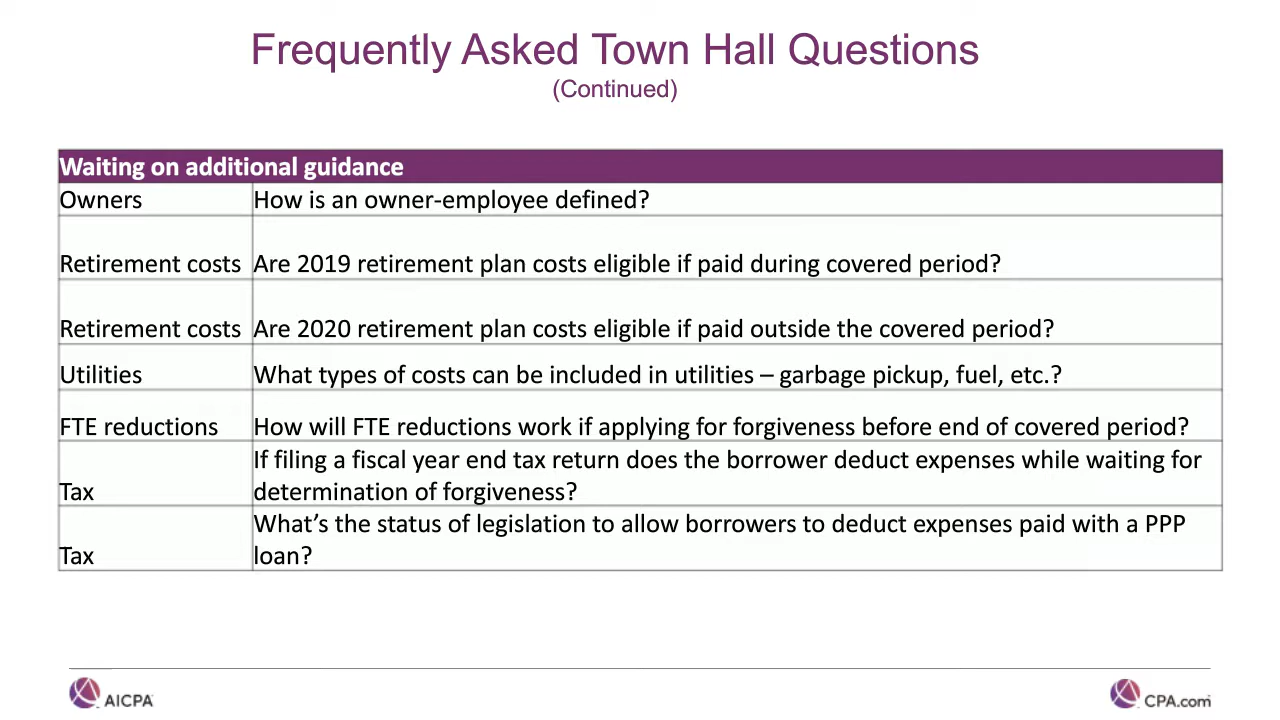 Frequently Asked Town Hall Questions
(Continued)
Waiting on additional guidance
Owners How is an owner-employee defined?
Retirement costs Are 2019 retirement plan costs eligible if paid during covered period?
Retirement costs Are 2020 retirement plan costs eligible if paid outside the covered period?
Utilities What types of costs can be included in utilities – garbage pickup, fuel, etc.?
FTE reductions How will FTE reductions work if applying for forgiveness before end of covered period?
If filing a fiscal year end tax return does the borrower deduct expenses while waiting for
Tax determination of forgiveness?
What’s the status of legislation to allow borrowers to deduct expenses paid with a PPP
Tax loan?
AICPA CPA.com